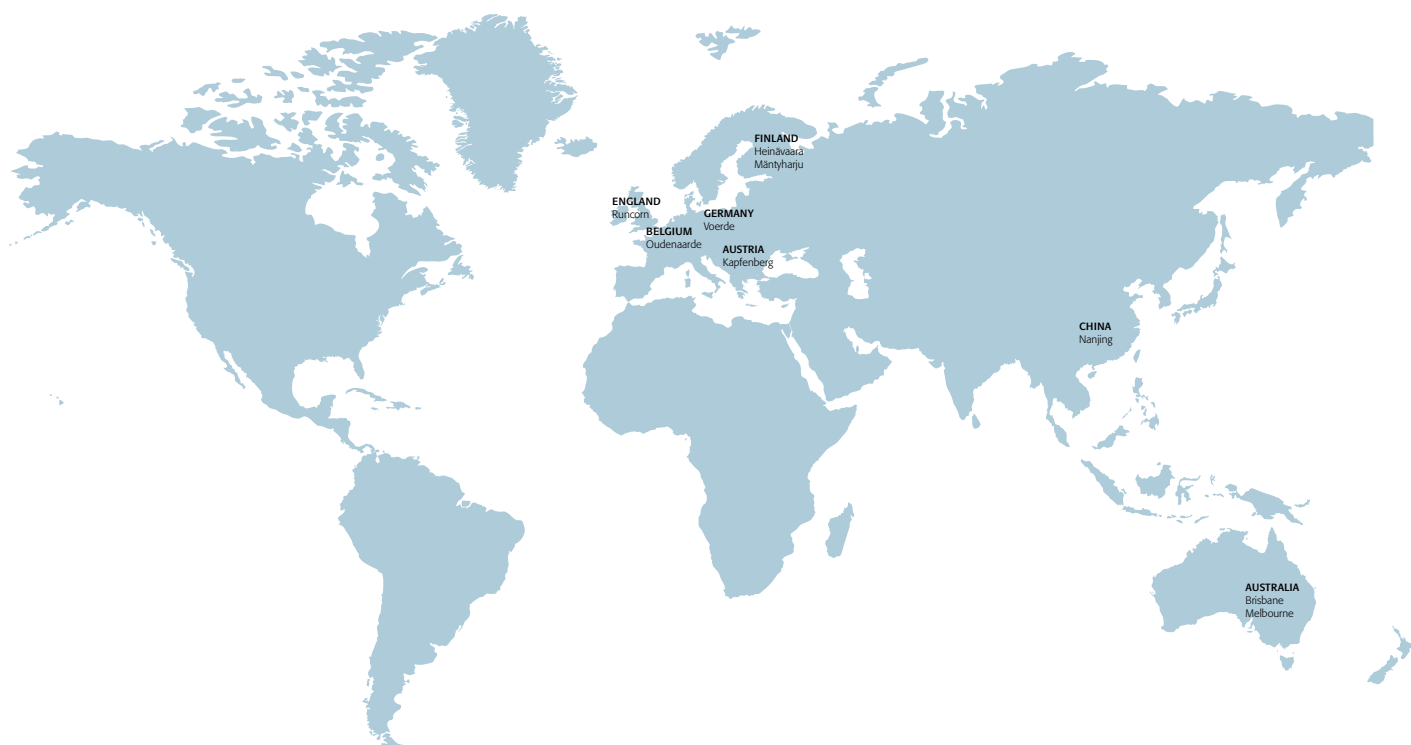 FINLAND
Heinävaara
Mäntyharju
ENGLAND
Runcorn
GERMANY
Voerde
BELGIUM
Oudenaarde
AUSTRIA
Kapfenberg
CHINA
Nanjing
AUSTRALIA
Brisbane
Melbourne